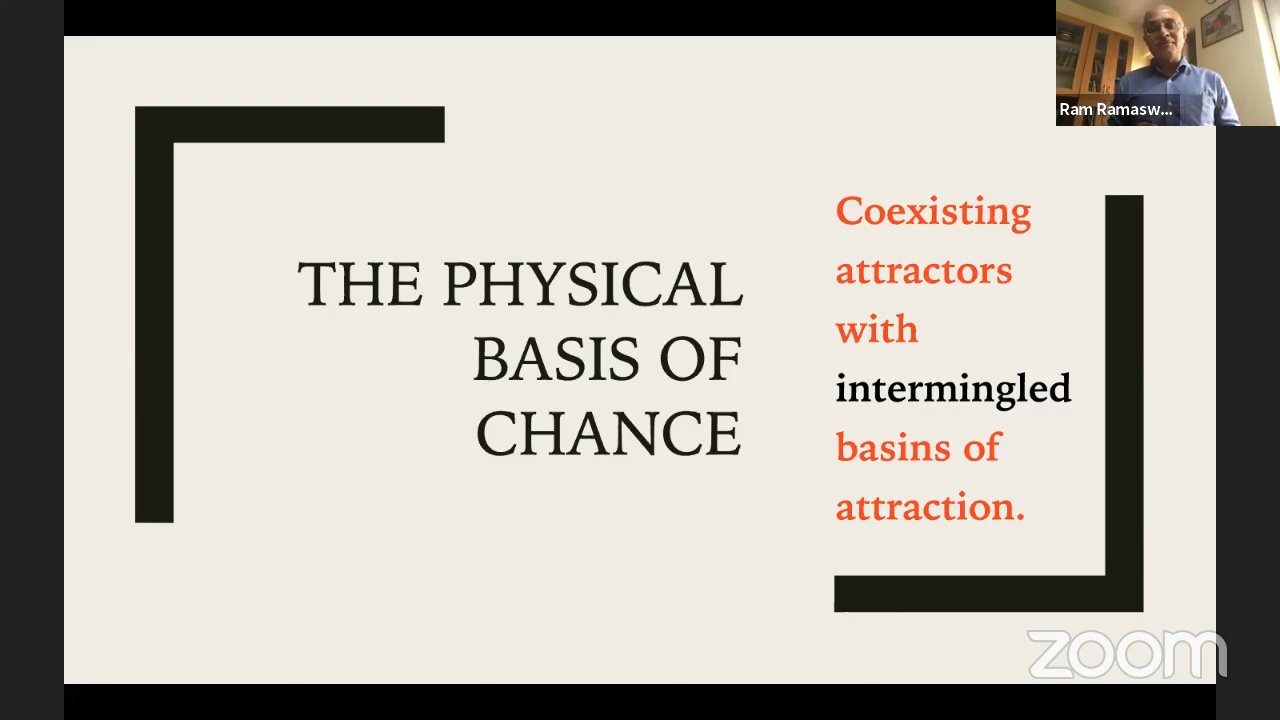 THE PHYSICAL
BASIS OF
CHANCE
Coexisting
attractors
with
intermingled
basins of
attraction.
Ram Ramasw...
zoom